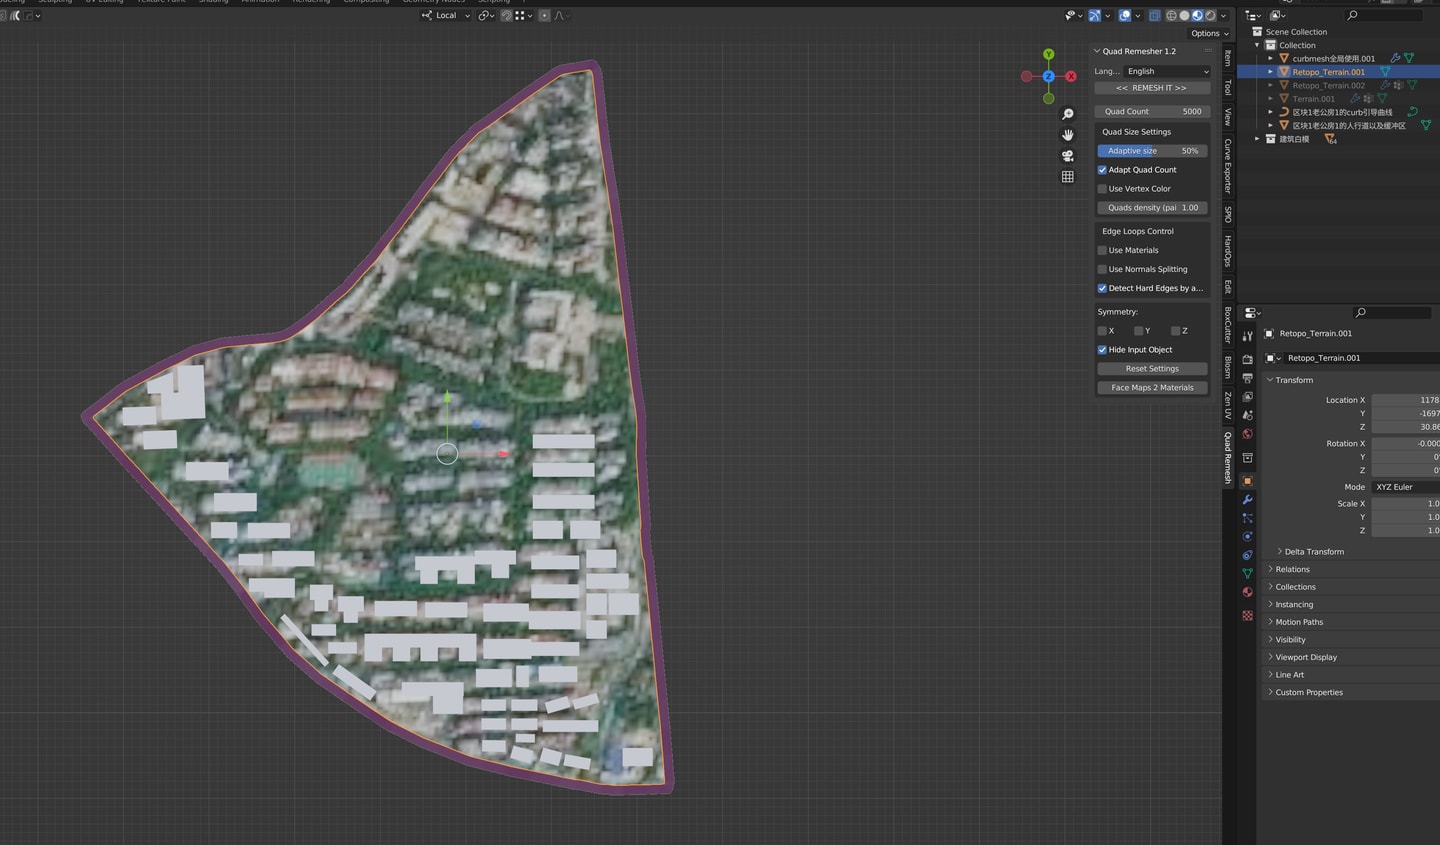 Local
Options
Quad Remesher 1.2
Lang... English
<< REMESH IT >>
Quad Count 5000
Quad Size Settings
Adaptive size 50%
Adapt Quad Count
Use Vertex Color
Quads density (pai 1.00
Edge Loops Control
Use Materials
Use Normals Splitting
Detect Hard Edges by a...
Symmetry:
X Y Z
Hide Input Object
Reset Settings
Face Maps 2 Materials
Y
Z X
Item
Tool
View
Curve Exporter
SPIO
HardOps
Edit
BoxCutter
Blosm
Zen UV
Quad Remesh
Scene Collection
Collection
curbmesh全局使用.001
Retopo_Terrain.001
Retopo_Terrain.002
Terrain.001
区块1老公房1的curb引导曲线
区块1老公房1的人行道以及缓冲区
建筑白模 64
Retopo_Terrain.001
Retopo_Terrain.001
Transform
Location X 1178
Y -1697
Z 30.86
Rotation X -0.000
Y 0°
Z 0°
Mode XYZ Euler
Scale X 1.0
Y 1.0
Z 1.0
Delta Transform
Relations
Collections
Instancing
Motion Paths
Visibility
Viewport Display
Line Art
Custom Properties